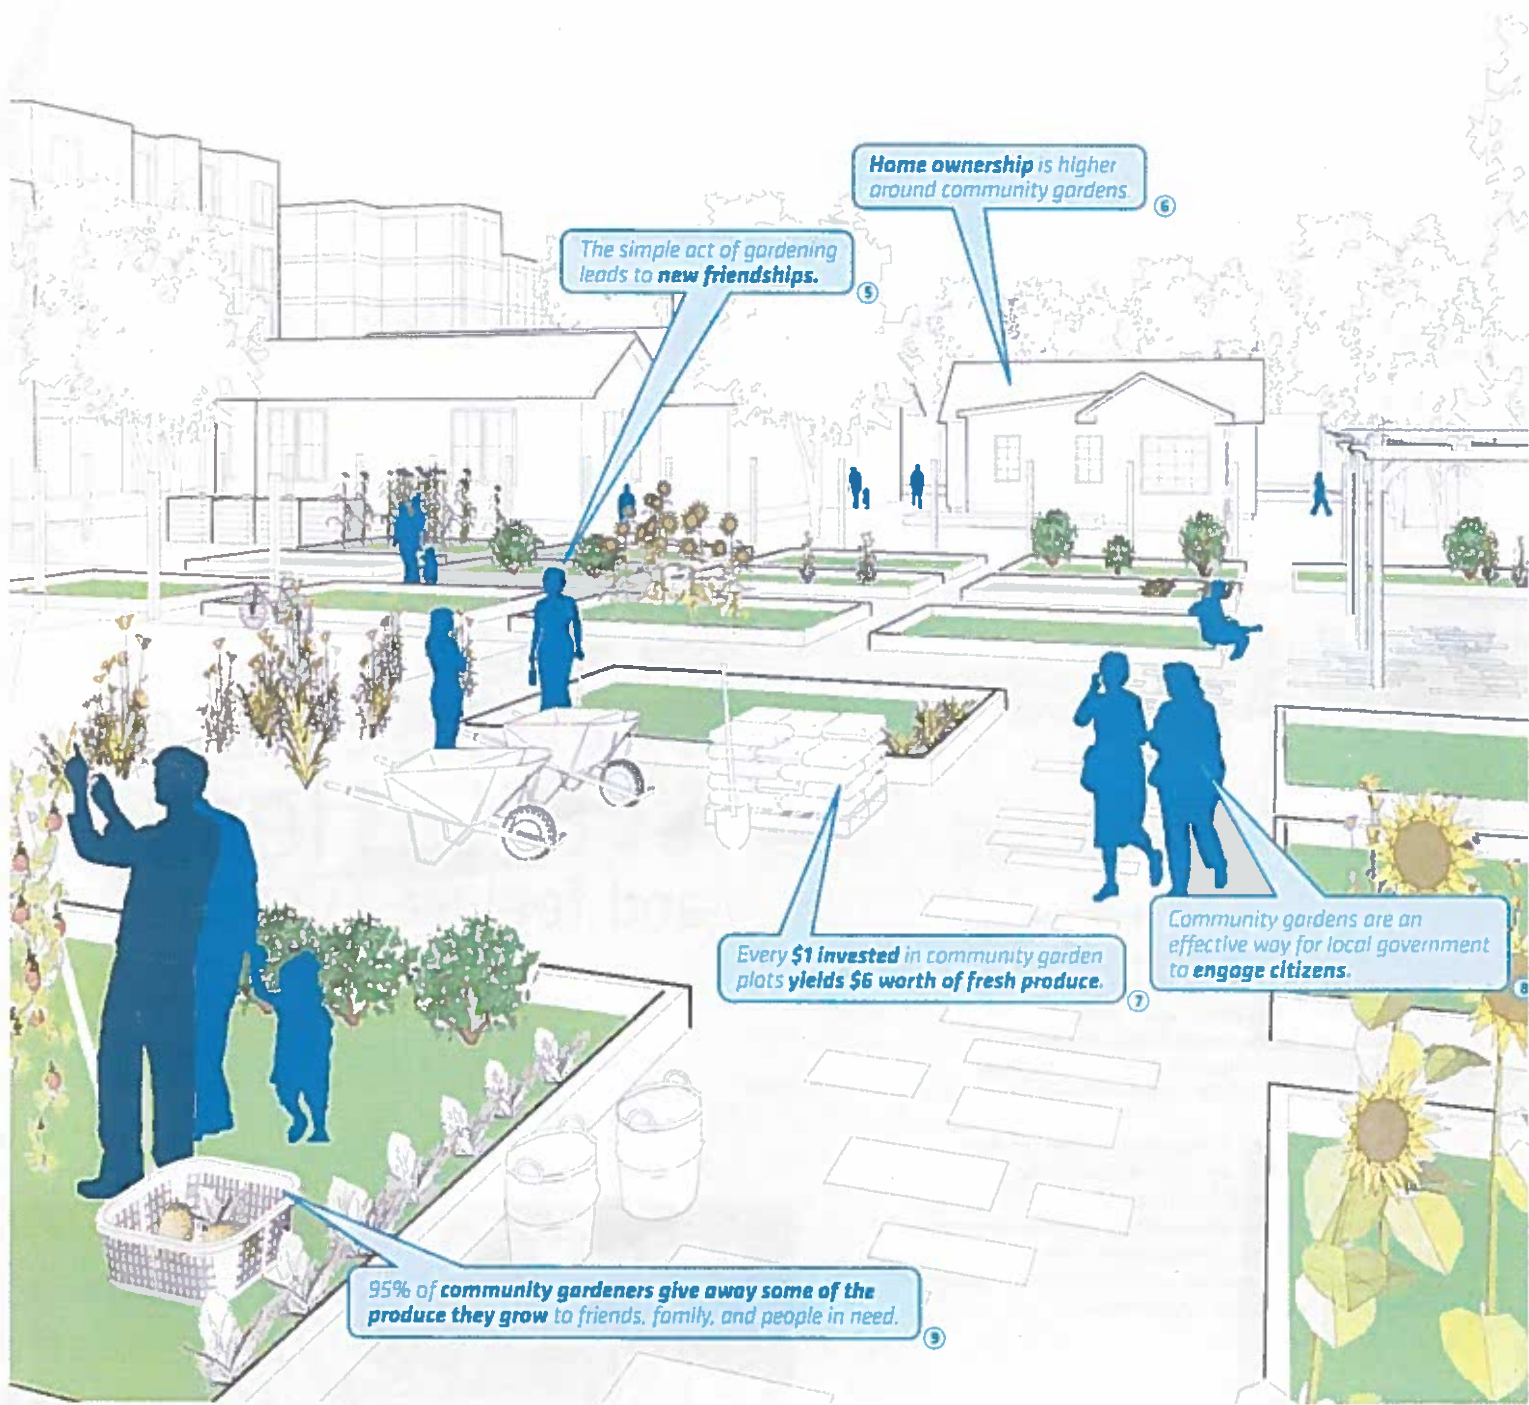 Home ownership is higher
around community gardens.
6
The simple act of gardening
leads to new friendships.
5
Every $1 invested in community garden
plots yields $6 worth of fresh produce.
7
Community gardens are an
effective way for local government
to engage citizens.
8
95% of community gardeners give away some of the
produce they grow to friends, family, and people in need.
9